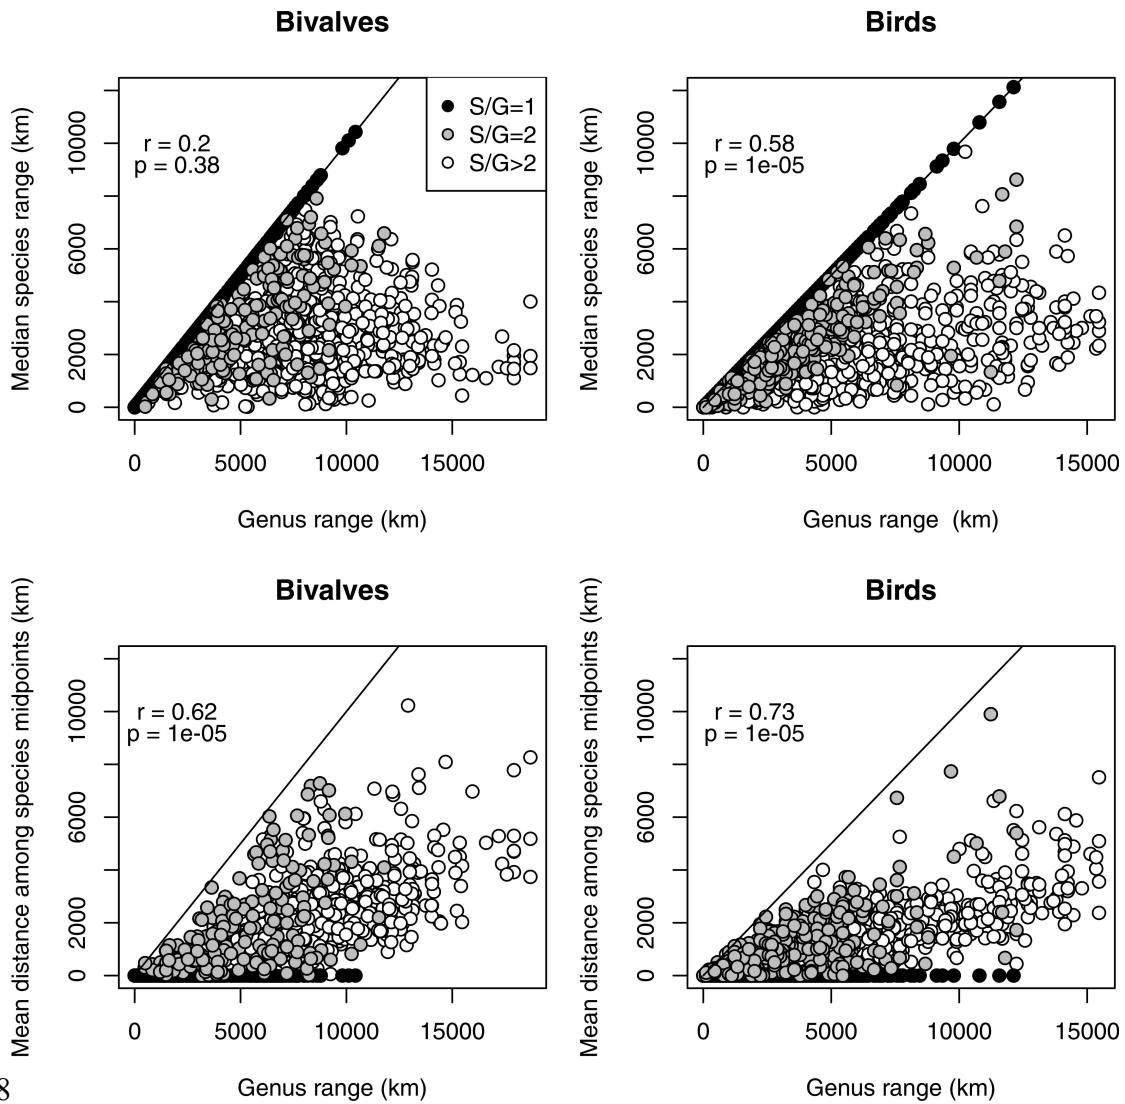 Bivalves
Median species range (km)
0 2000 6000 10000
r = 0.2
p = 0.38
S/G=1
S/G=2
S/G>2
0 5000 10000 15000
Genus range (km)
Birds
Median species range (km)
0 2000 6000 10000
r = 0.58
p = 1e-05
0 5000 10000 15000
Genus range (km)
Bivalves
Mean distance among species midpoints (km)
0 2000 6000 10000
r = 0.62
p = 1e-05
0 5000 10000 15000
Genus range (km)
Birds
Mean distance among species midpoints (km)
0 2000 6000 10000
r = 0.73
p = 1e-05
0 5000 10000 15000
Genus range (km)
8